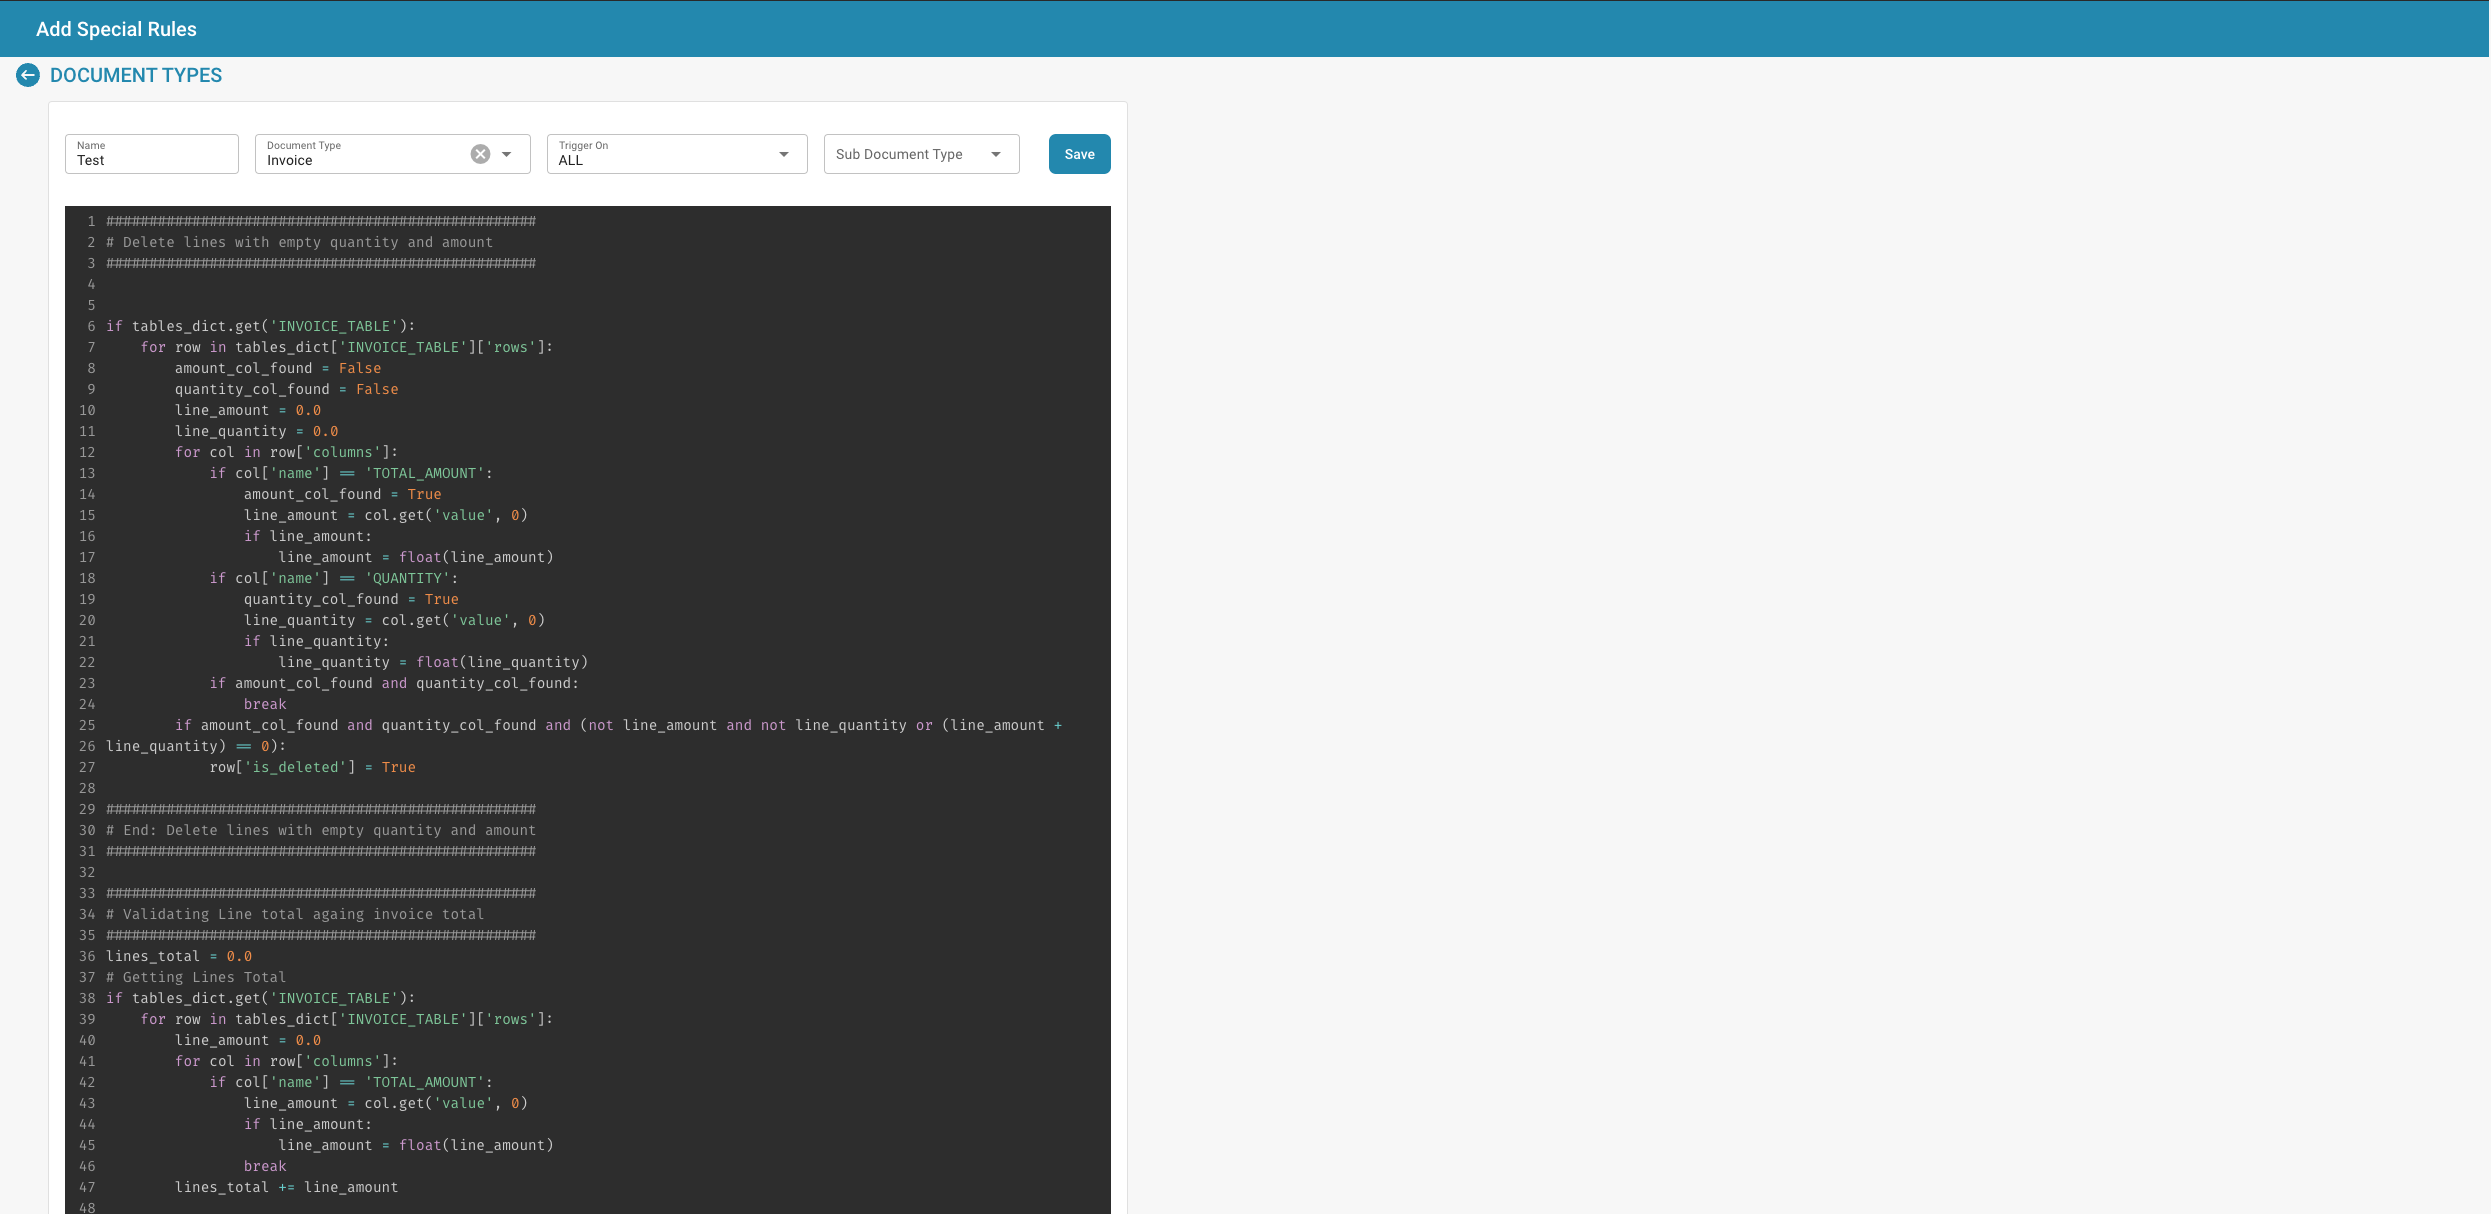 Add Special Rules
DOCUMENT TYPES
Name
Test
Document Type
Invoice
Trigger On
ALL
Sub Document Type
Save
1 ##################################################
2 # Delete lines with empty quantity and amount
3 ##################################################
4
5
6 if tables_dict.get('INVOICE_TABLE'):
7     for row in tables_dict['INVOICE_TABLE']['rows']:
8         amount_col_found = False
9         quantity_col_found = False
10         line_amount = 0.0
11         line_quantity = 0.0
12         for col in row['columns']:
13             if col['name'] == 'TOTAL_AMOUNT':
14                 amount_col_found = True
15                 line_amount = col.get('value', 0)
16                 if line_amount:
17                     line_amount = float(line_amount)
18             if col['name'] == 'QUANTITY':
19                 quantity_col_found = True
20                 line_quantity = col.get('value', 0)
21                 if line_quantity:
22                     line_quantity = float(line_quantity)
23             if amount_col_found and quantity_col_found:
24                 break
25         if amount_col_found and quantity_col_found and (not line_amount and not line_quantity or (line_amount +
26 line_quantity) == 0):
27             row['is_deleted'] = True
28
29 ##################################################
30 # End: Delete lines with empty quantity and amount
31 ##################################################
32
33 ##################################################
34 # Validating Line total againg invoice total
35 ##################################################
36 lines_total = 0.0
37 # Getting Lines Total
38 if tables_dict.get('INVOICE_TABLE'):
39     for row in tables_dict['INVOICE_TABLE']['rows']:
40         line_amount = 0.0
41         for col in row['columns']:
42             if col['name'] == 'TOTAL_AMOUNT':
43                 line_amount = col.get('value', 0)
44                 if line_amount:
45                     line_amount = float(line_amount)
46                 break
47         lines_total += line_amount
48